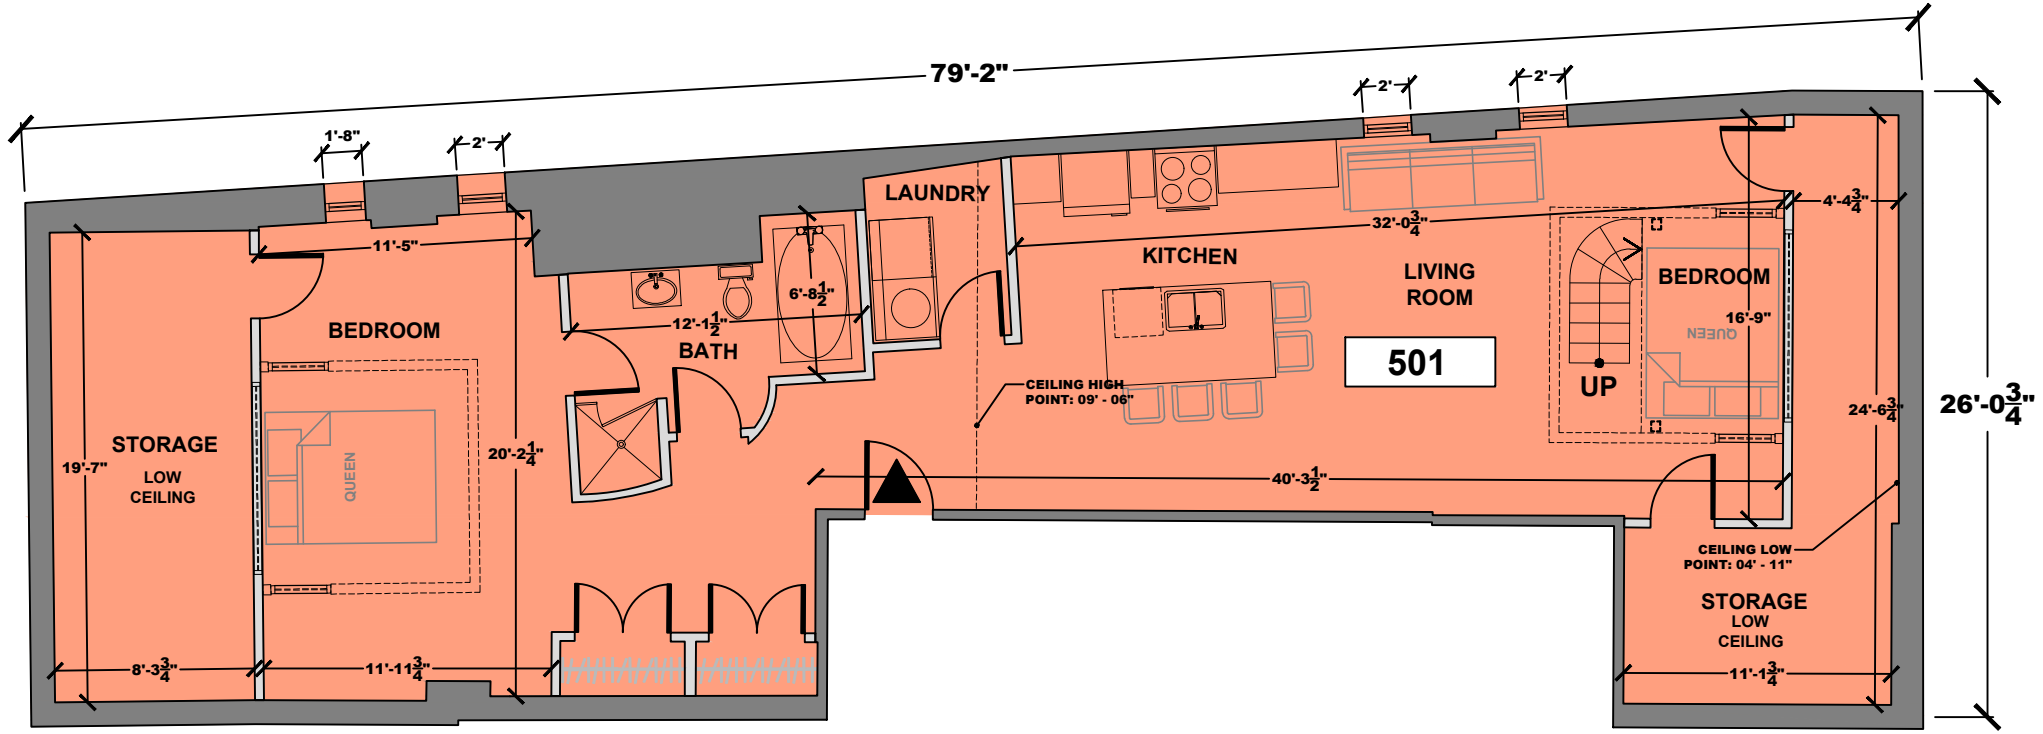 79'-2"
2'
2'
1'-8"
2'
LAUNDRY
4'-4 3/4"
32'-0 3/4"
11'-5"
KITCHEN
LIVING
ROOM
BEDROOM
6'-8 1/2"
12'-1 1/2"
16'-9"
QUEEN
BEDROOM
BATH
501
UP
CEILING HIGH
POINT: 09' - 06"
24'-6 3/4"
26'-0 3/4"
STORAGE
LOW
CEILING
19'-7"
QUEEN
20'-2 1/4"
40'-3 1/2"
CEILING LOW
POINT: 04' - 11"
STORAGE
LOW
CEILING
8'-3 3/4"
11'-11 3/4"
11'-1 3/4"